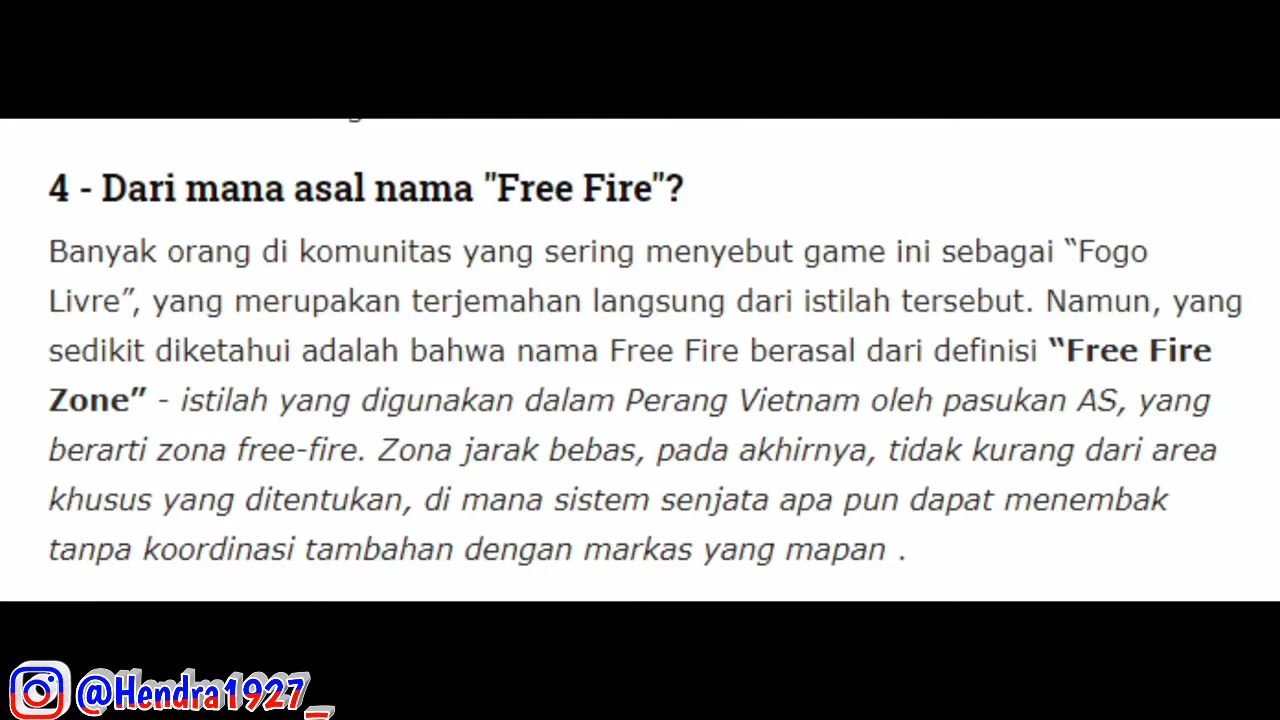 4 - Dari mana asal nama "Free Fire"?
Banyak orang di komunitas yang sering menyebut game ini sebagai “Fogo
Livre”, yang merupakan terjemahan langsung dari istilah tersebut. Namun, yang
sedikit diketahui adalah bahwa nama Free Fire berasal dari definisi “Free Fire
Zone” - istilah yang digunakan dalam Perang Vietnam oleh pasukan AS, yang
berarti zona free-fire. Zona jarak bebas, pada akhirnya, tidak kurang dari area
khusus yang ditentukan, di mana sistem senjata apa pun dapat menembak
tanpa koordinasi tambahan dengan markas yang mapan .
@Hendra1927_